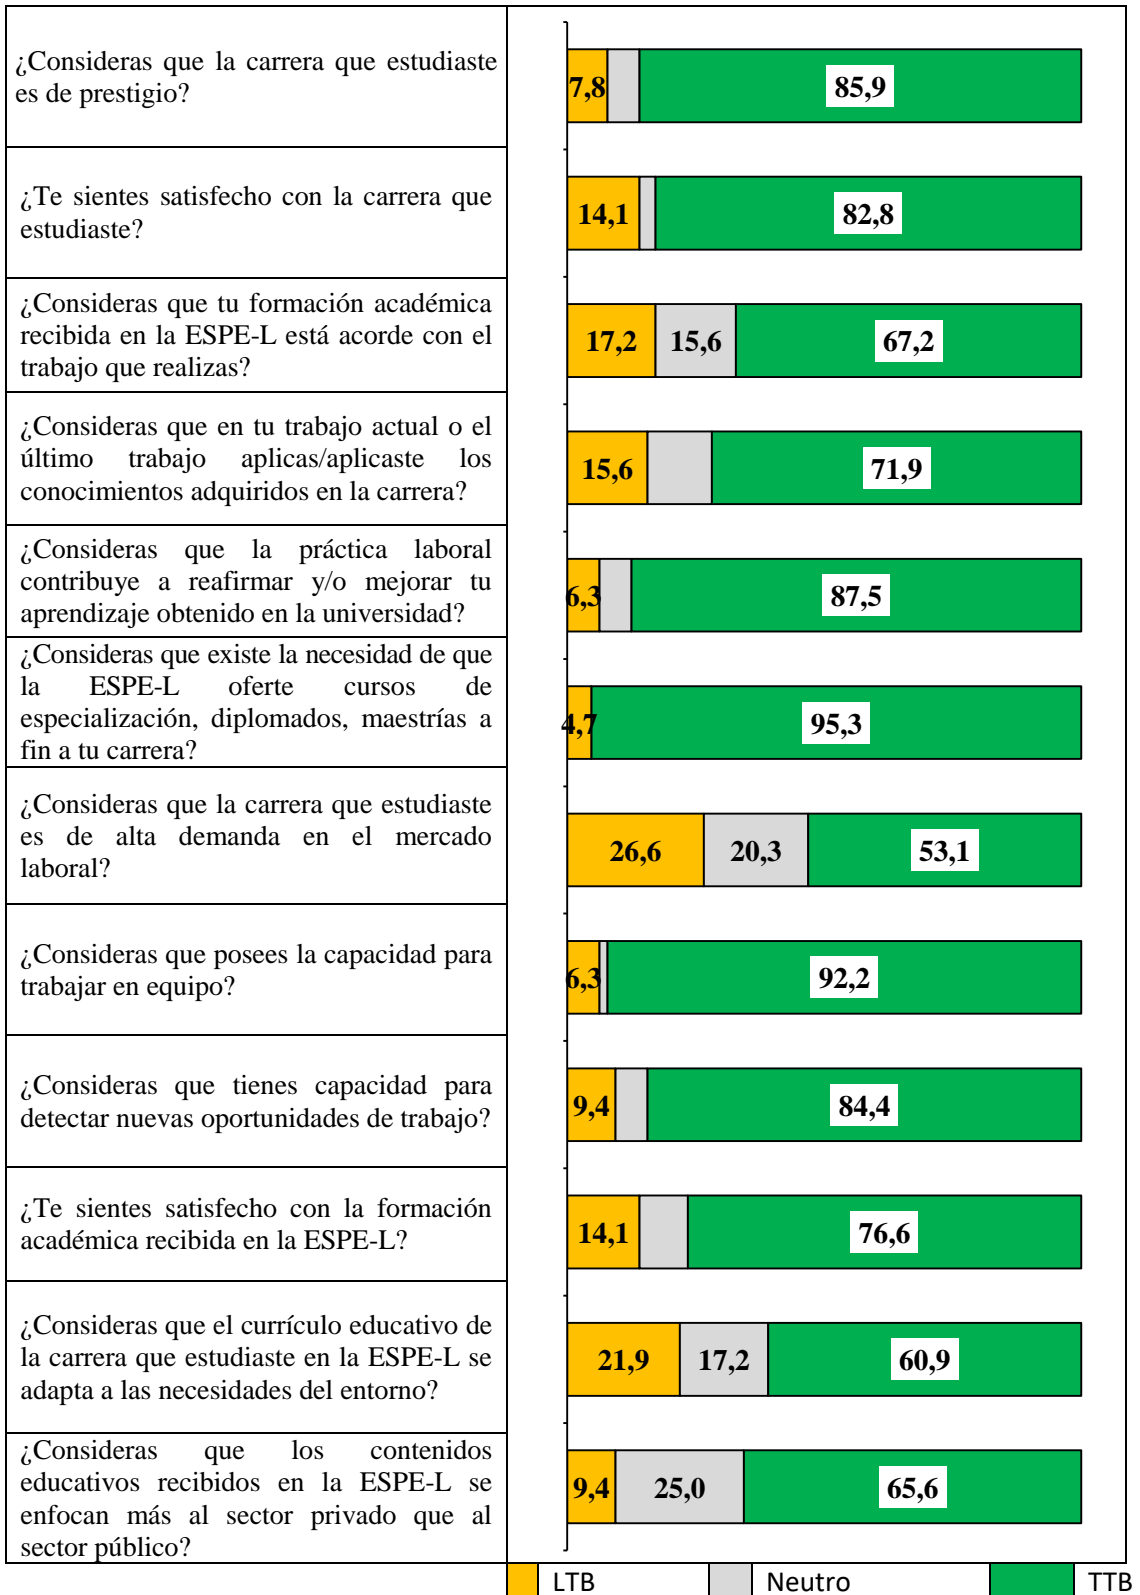 ¿Consideras que la carrera que estudiaste
es de prestigio?
7,8
85,9
¿Te sientes satisfecho con la carrera que
estudiaste?
14,1
82,8
¿Consideras que tu formación académica
recibida en la ESPE-L está acorde con el
trabajo que realizas?
17,2
15,6
67,2
¿Consideras que en tu trabajo actual o el
último trabajo aplicas/aplicaste los
conocimientos adquiridos en la carrera?
15,6
71,9
¿Consideras que la práctica laboral
contribuye a reafirmar y/o mejorar tu
aprendizaje obtenido en la universidad?
6,3
87,5
¿Consideras que existe la necesidad de que
la ESPE-L oferte cursos de
especialización, diplomados, maestrías a
fin a tu carrera?
4,7
95,3
¿Consideras que la carrera que estudiaste
es de alta demanda en el mercado
laboral?
26,6
20,3
53,1
¿Consideras que posees la capacidad para
trabajar en equipo?
6,3
92,2
¿Consideras que tienes capacidad para
detectar nuevas oportunidades de trabajo?
9,4
84,4
¿Te sientes satisfecho con la formación
académica recibida en la ESPE-L?
14,1
76,6
¿Consideras que el currículo educativo de
la carrera que estudiaste en la ESPE-L se
adapta a las necesidades del entorno?
21,9
17,2
60,9
¿Consideras que los contenidos
educativos recibidos en la ESPE-L se
enfocan más al sector privado que al
sector público?
9,4
25,0
65,6
LTB
Neutro
TTB